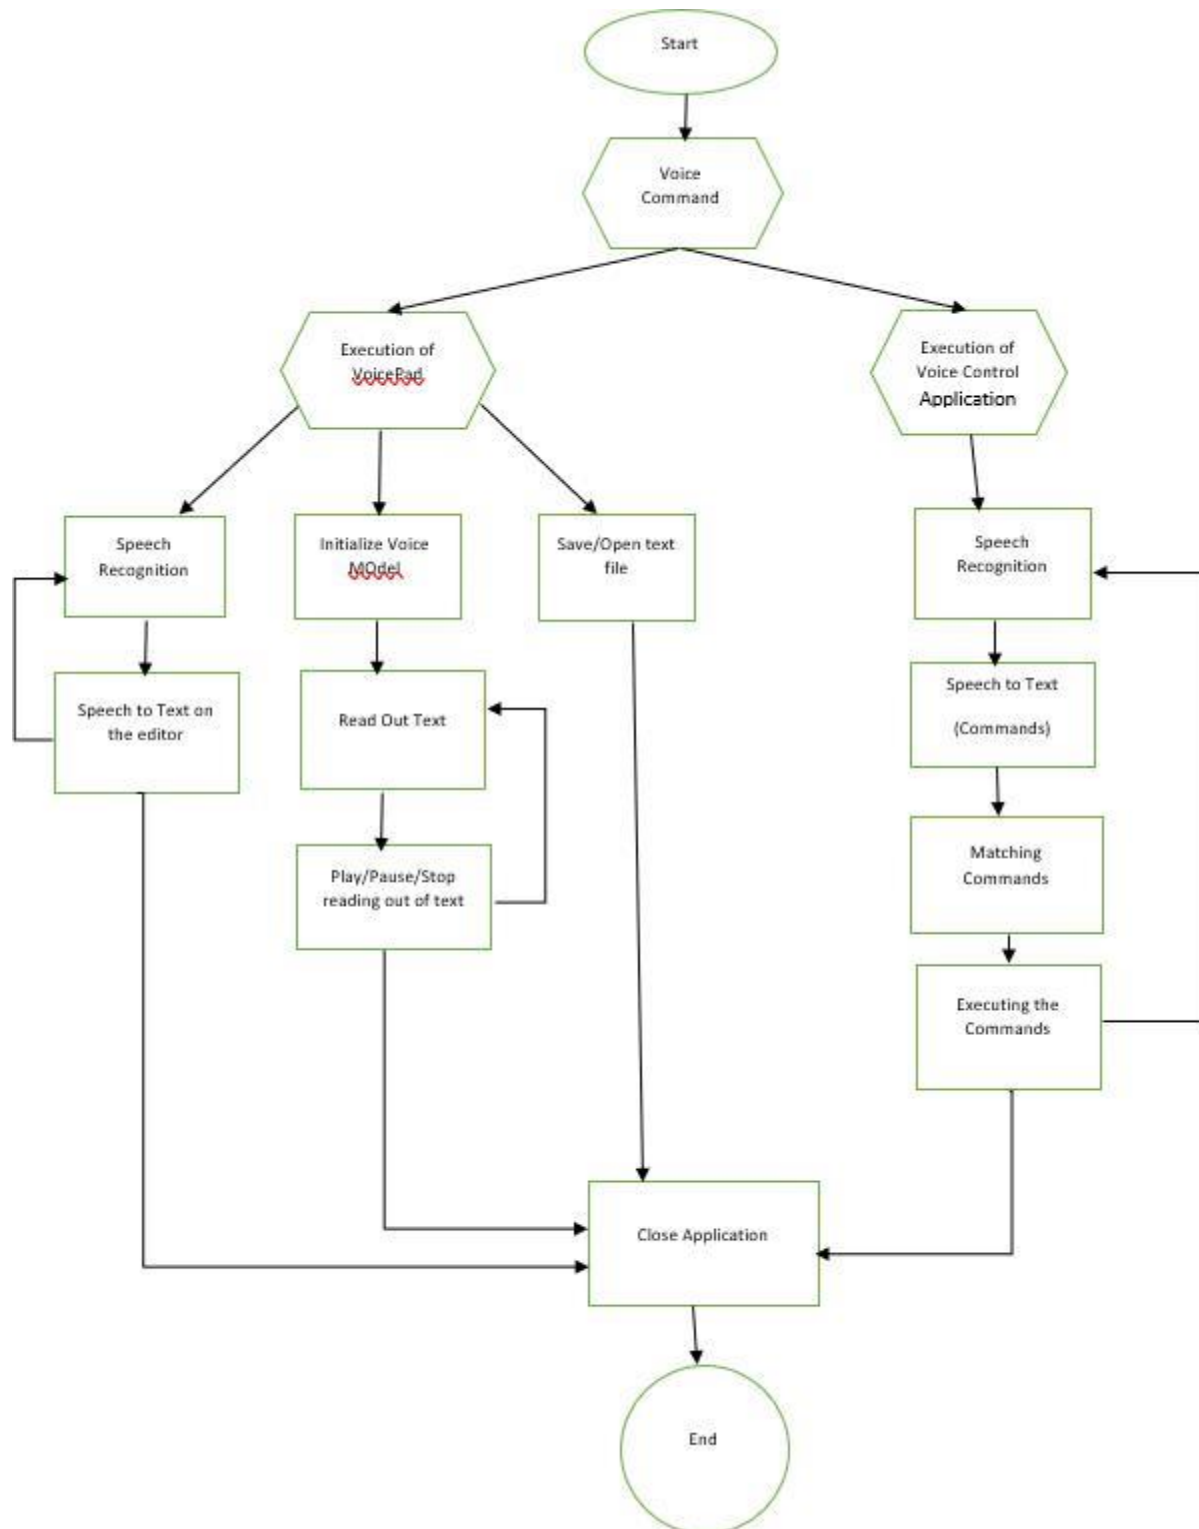 Start
Voice
Command
Execution of
VoicePad
Execution of
Voice Control
Application
Speech
Recognition
Initialize Voice
MOdel
Save/Open text
file
Speech
Recognition
Speech to Text on
the editor
Read Out Text
Speech to Text
(Commands)
Play/Pause/Stop
reading out of text
Matching
Commands
Executing the
Commands
Close Application
End